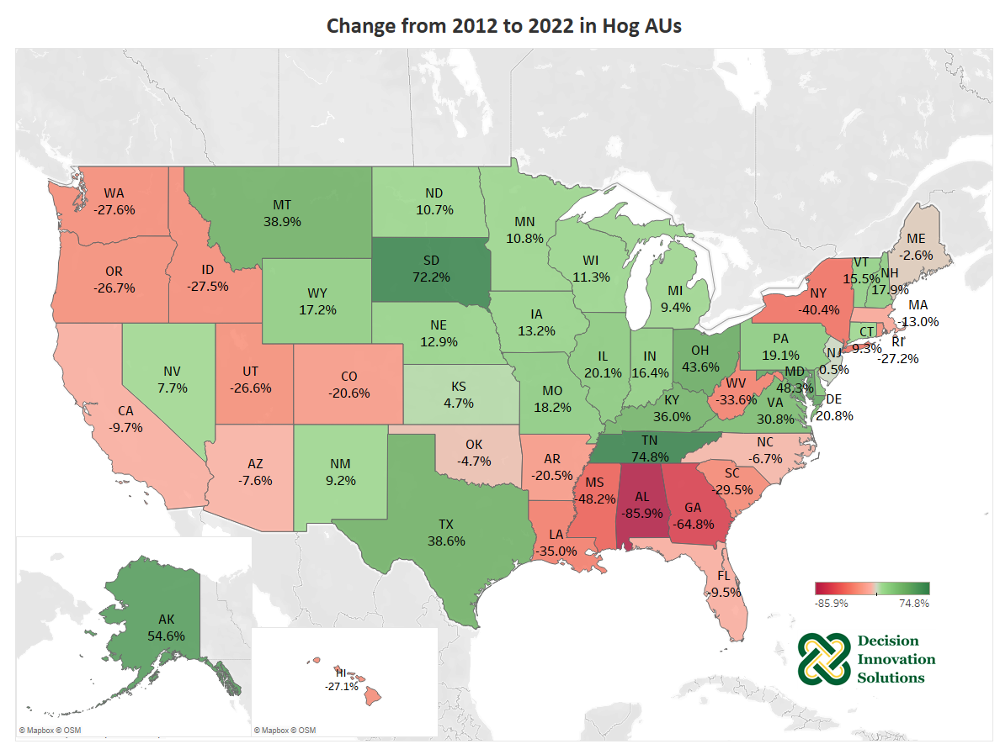 Change from 2012 to 2022 in Hog AUs
WA
-27.6%
MT
38.9%
ND
10.7%
MN
10.8%
ME
-2.6%
OR
-26.7%
ID
-27.5%
SD
72.2%
WI
11.3%
VT
15.5%
NH
17.9%
WY
17.2%
MI
9.4%
NY
-40.4%
MA
-13.0%
NE
12.9%
IA
13.2%
CT
9.3%
RI
-27.2%
PA
19.1%
NJ
0.5%
NV
7.7%
UT
-26.6%
CO
-20.6%
IL
20.1%
IN
16.4%
OH
43.6%
MD
48.3%
KS
4.7%
MO
18.2%
WV
-33.6%
DE
20.8%
KY
36.0%
VA
30.8%
CA
-9.7%
OK
-4.7%
TN
74.8%
NC
-6.7%
AZ
-7.6%
NM
9.2%
AR
-20.5%
SC
-29.5%
MS
-48.2%
AL
-85.9%
GA
-64.8%
TX
38.6%
LA
-35.0%
FL
-9.5%
-85.9%
74.8%
AK
54.6%
HI
-27.1%
Decision
Innovation
Solutions
© Mapbox © OSM
© Mapbox © OSM